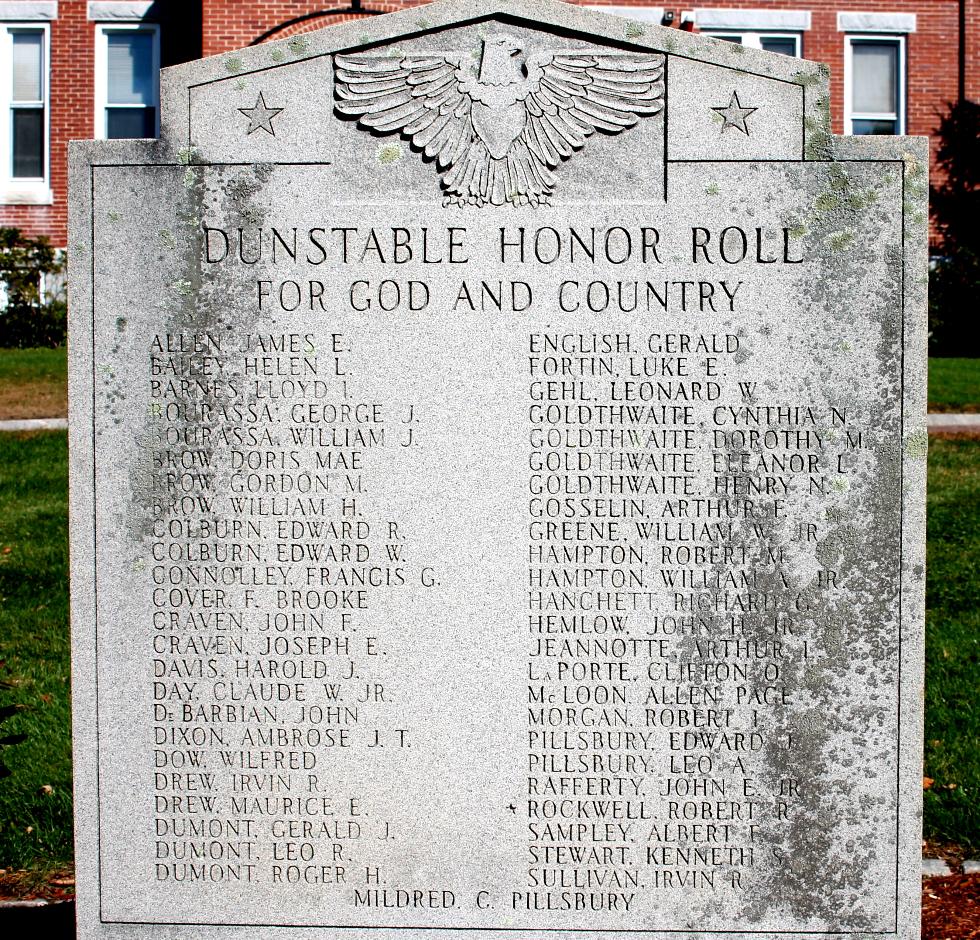 DUNSTABLE HONOR ROLL
FOR GOD AND COUNTRY
ALLEN, JAMES E.
BAILEY, HELEN L.
BARNES, LLOYD I.
BOURASSA, GEORGE J.
BOURASSA, WILLIAM J.
BROW, DORIS MAE
BROW, GORDON M.
BROW, WILLIAM H.
COLBURN, EDWARD R.
COLBURN, EDWARD W.
CONNOLLEY, FRANCIS G.
COVER, F. BROOKE
CRAVEN, JOHN F.
CRAVEN, JOSEPH E.
DAVIS, HAROLD J.
DAY, CLAUDE W. JR.
DE BARBIAN, JOHN
DIXON, AMBROSE J. T.
DOW, WILFRED
DREW, IRVIN R.
DREW, MAURICE E.
DUMONT, GERALD J.
DUMONT, LEO R.
DUMONT, ROGER H.
ENGLISH, GERALD
FORTIN, LUKE E.
GEHL, LEONARD W.
GOLDTHWAITE, CYNTHIA N.
GOLDTHWAITE, DOROTHY M.
GOLDTHWAITE, ELEANOR L.
GOLDTHWAITE, HENRY N.
GOSSELIN, ARTHUR F.
GREENE, WILLIAM W. JR.
HAMPTON, ROBERT M.
HAMPTON, WILLIAM A. JR.
HANCHETT, RICHARD G.
HEMLOW, JOHN H. JR.
JEANNOTTE, ARTHUR L.
LA PORTE, CLIFTON O.
Mc LOON, ALLEN PAGE
MORGAN, ROBERT I.
PILLSBURY, EDWARD J.
PILLSBURY, LEO A.
RAFFERTY, JOHN E. JR.
ROCKWELL, ROBERT R.
SAMPLEY, ALBERT F.
STEWART, KENNETH S.
SULLIVAN, IRVIN R.
MILDRED C. PILLSBURY